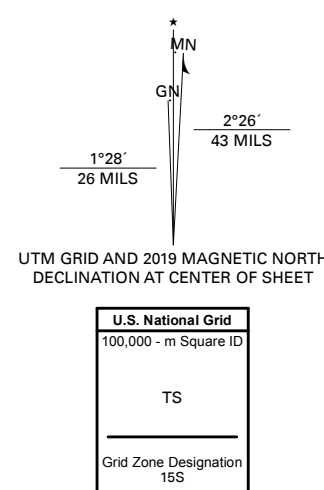 ★
MN
GN
2°26´
43 MILS
1°28´
26 MILS
UTM GRID AND 2019 MAGNETIC NORTH
DECLINATION AT CENTER OF SHEET
U.S. National Grid
100,000 - m Square ID
TS
Grid Zone Designation
15S